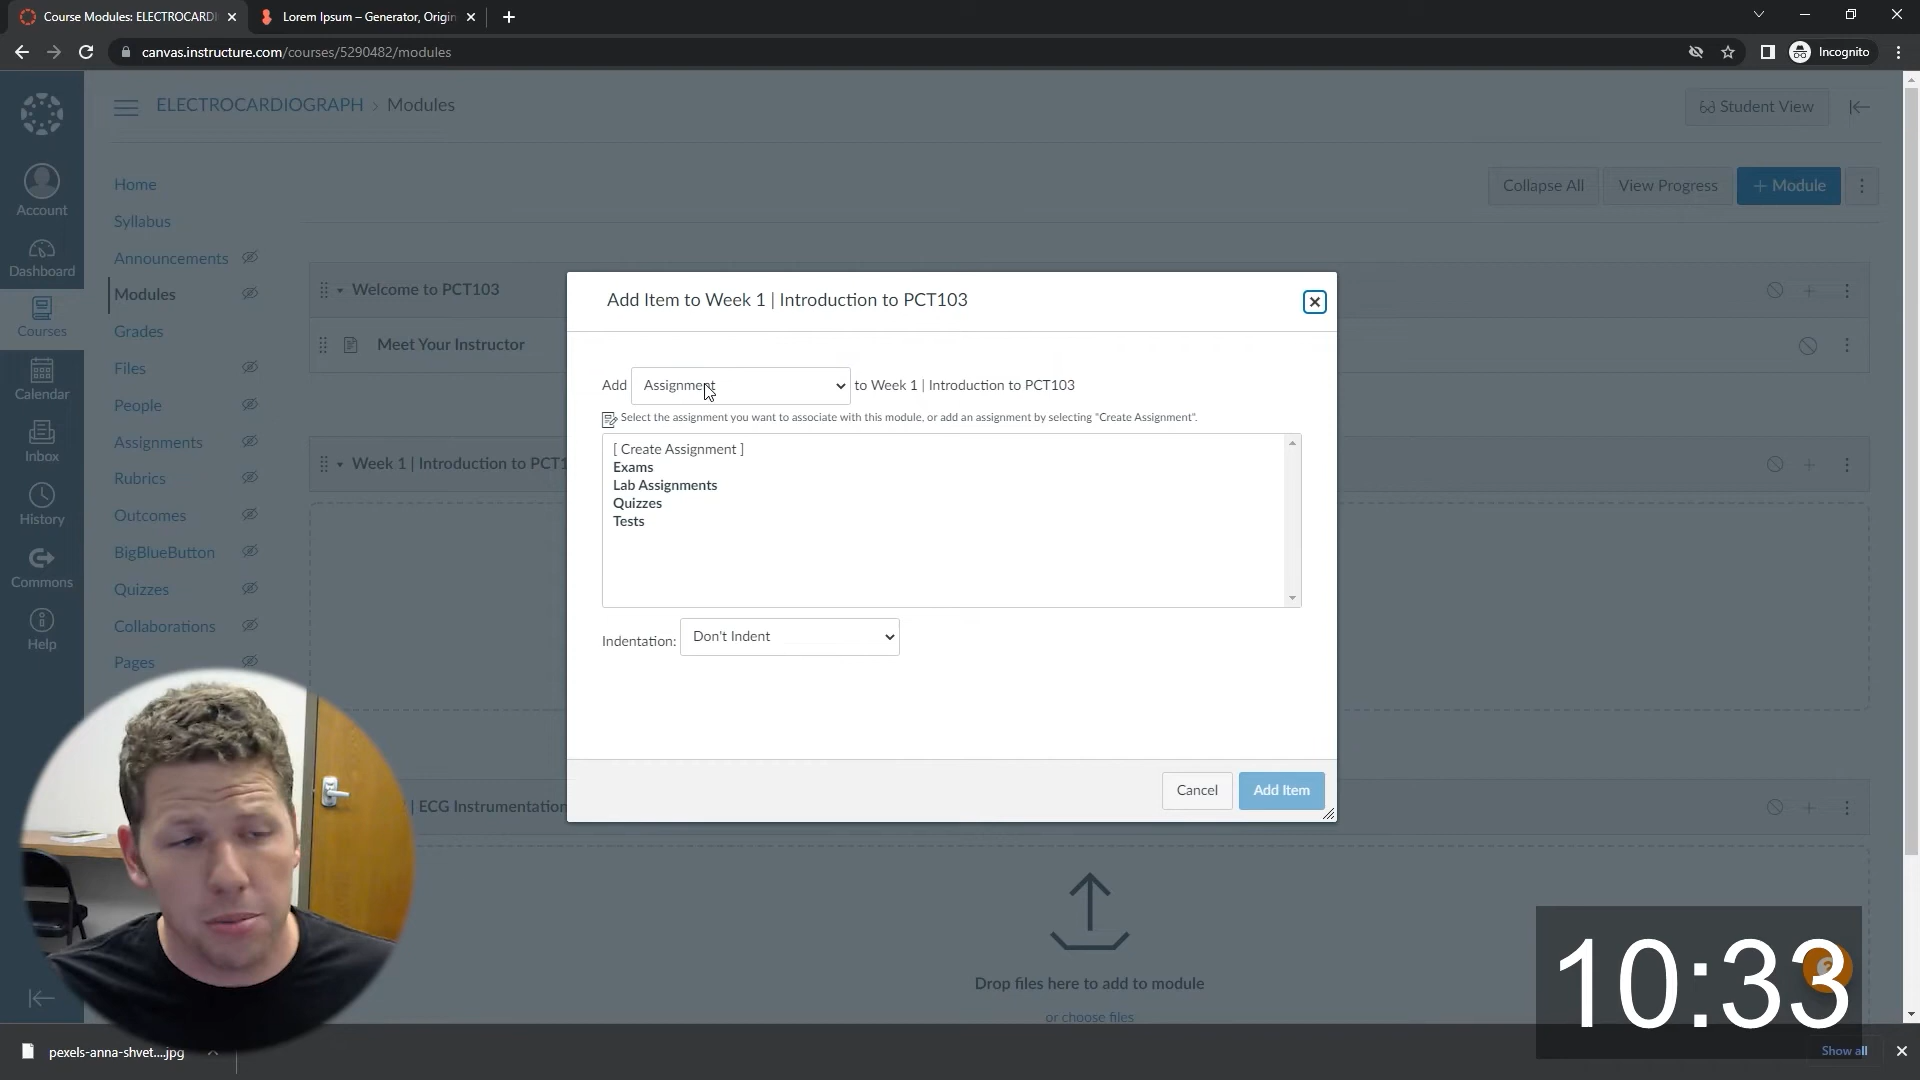 Course Modules: ELECTROCARDI
Lorem Ipsum – Generator, Origin
canvas.instructure.com/courses/5290482/modules
Incognito
ELECTROCARDIOGRAPH › Modules
Student View
Account
Dashboard
Courses
Calendar
Inbox
History
Commons
Help
Home
Syllabus
Announcements
Modules
Grades
Files
People
Assignments
Rubrics
Outcomes
BigBlueButton
Quizzes
Collaborations
Pages
Collapse All
View Progress
+ Module
Welcome to PCT103
Meet Your Instructor
Week 1 | Introduction to PCT1
| ECG Instrumentation
Add Item to Week 1 | Introduction to PCT103
Add Assignment to Week 1 | Introduction to PCT103
Select the assignment you want to associate with this module, or add an assignment by selecting "Create Assignment".
[ Create Assignment ]
Exams
Lab Assignments
Quizzes
Tests
Indentation: Don't Indent
Cancel
Add Item
Drop files here to add to module
or choose files
10:33
pexels-anna-shvet....jpg
Show all